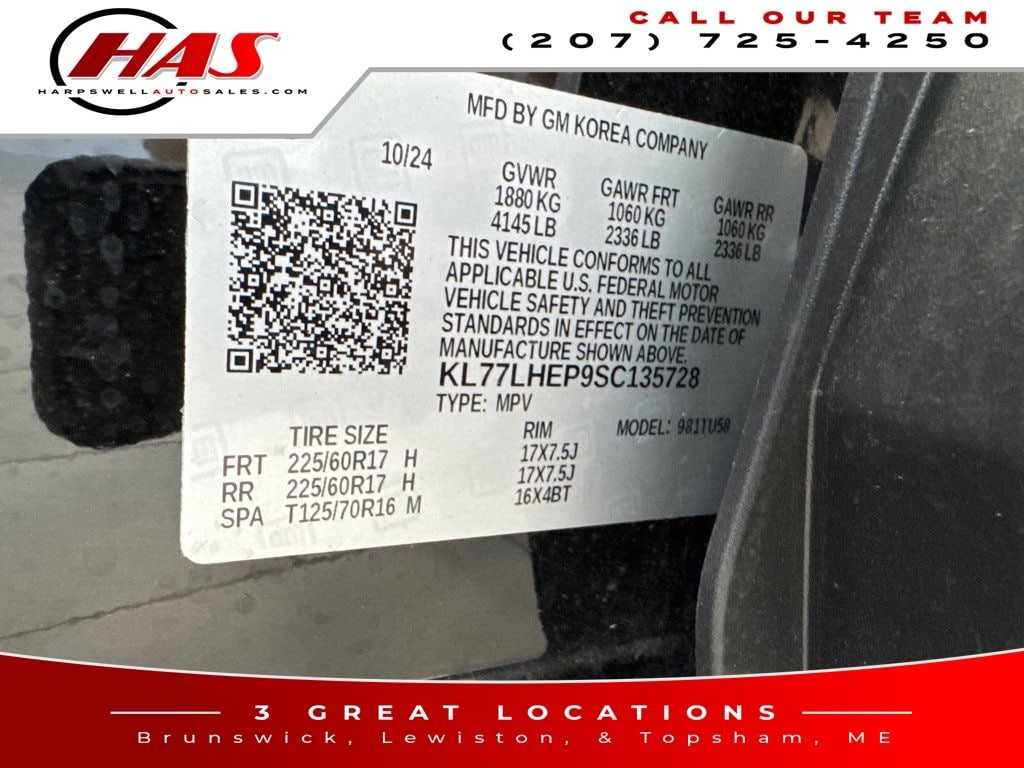 HAS
HARPSWELLAUTOSALES.COM
CALL OUR TEAM
(207) 725-4250
MFD BY GM KOREA COMPANY
10/24
GVWR GAWR FRT GAWR RR
1880 KG 1060 KG 1060 KG
4145 LB 2336 LB 2336 LB
THIS VEHICLE CONFORMS TO ALL
APPLICABLE U.S. FEDERAL MOTOR
VEHICLE SAFETY AND THEFT PREVENTION
STANDARDS IN EFFECT ON THE DATE OF
MANUFACTURE SHOWN ABOVE.
KL77LHEP9SC135728
TYPE: MPV MODEL: 981TU58
TIRE SIZE RIM
FRT 225/60R17 H 17X7.5J
RR 225/60R17 H 17X7.5J
SPA T125/70R16 M 16X4BT
3 GREAT LOCATIONS
Brunswick, Lewiston, & Topsham, ME